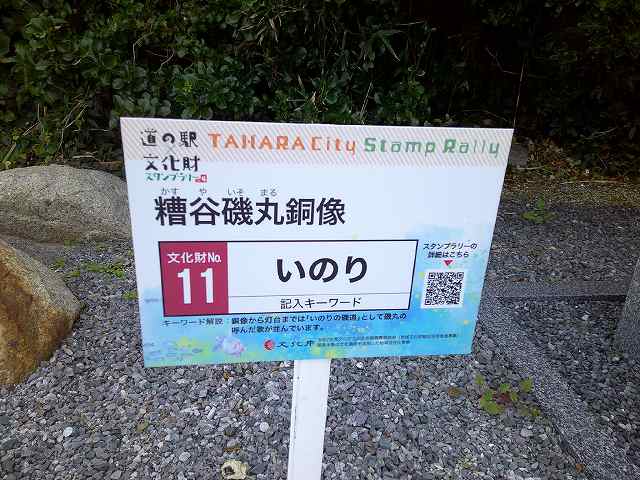 道の駅 TAHARA City Stamp Rally
文化財
スタンプラリー
かす や いそ まる
糟谷磯丸銅像
文化財No.
11
いのり
記入キーワード
スタンプラリーの
詳細はこちら
キーワード解説：銅像から灯台までは「いのりの磯道」として磯丸の
呼んだ歌が並んでいます。
文化庁